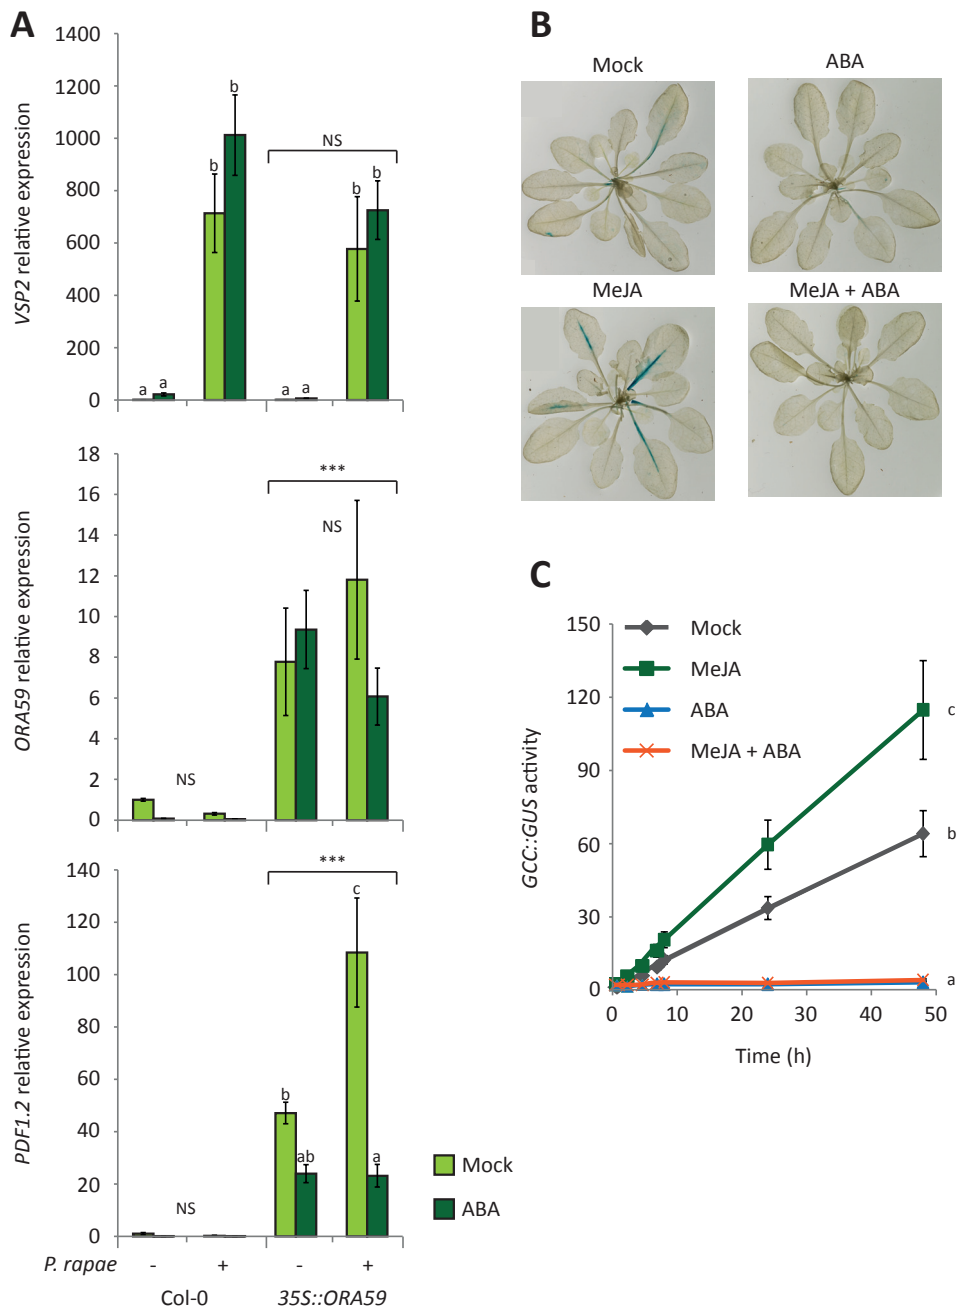 A
VSP2 relative expression
1400
1200
1000
800
600
400
200
0
a
a
b
b
NS
a
a
b
b
ORA59 relative expression
18
16
14
12
10
8
6
4
2
0
NS
***
NS
PDF1.2 relative expression
140
120
100
80
60
40
20
0
NS
***
b
ab
c
a
Mock
ABA
P. rapae - + - +
Col-0 35S::ORA59
B
Mock ABA
MeJA MeJA + ABA
C
GCC::GUS activity
150
120
90
60
30
0
Mock
MeJA
ABA
MeJA + ABA
c
b
a
0 10 20 30 40 50
Time (h)